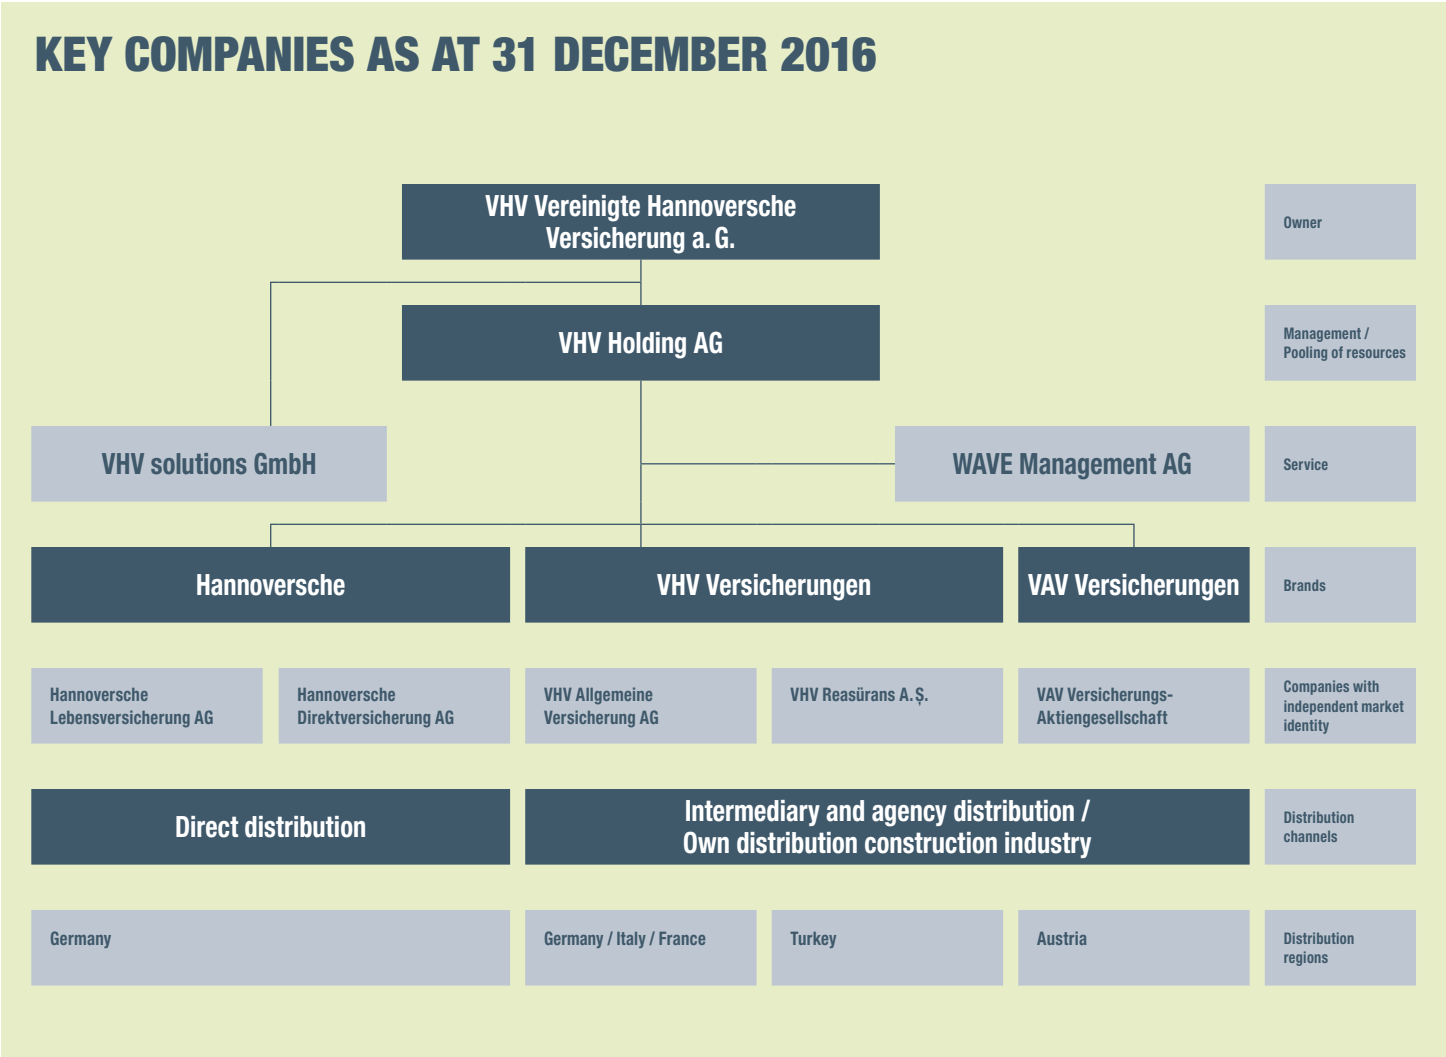 KEY COMPANIES AS AT 31 DECEMBER 2016
VHV Vereinigte Hannoversche
Versicherung a. G.
Owner
VHV Holding AG
Management /
Pooling of resources
VHV solutions GmbH
WAVE Management AG
Service
Hannoversche
VHV Versicherungen
VAV Versicherungen
Brands
Hannoversche
Lebensversicherung AG
Hannoversche
Direktversicherung AG
VHV Allgemeine
Versicherung AG
VHV Reasürans A. Ş.
VAV Versicherungs-
Aktiengesellschaft
Companies with
independent market
identity
Direct distribution
Intermediary and agency distribution /
Own distribution construction industry
Distribution
channels
Germany
Germany / Italy / France
Turkey
Austria
Distribution
regions